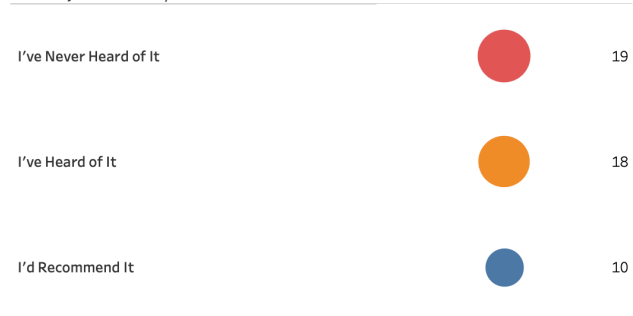 I've Never Heard of It 19
I've Heard of It 18
I'd Recommend It 10